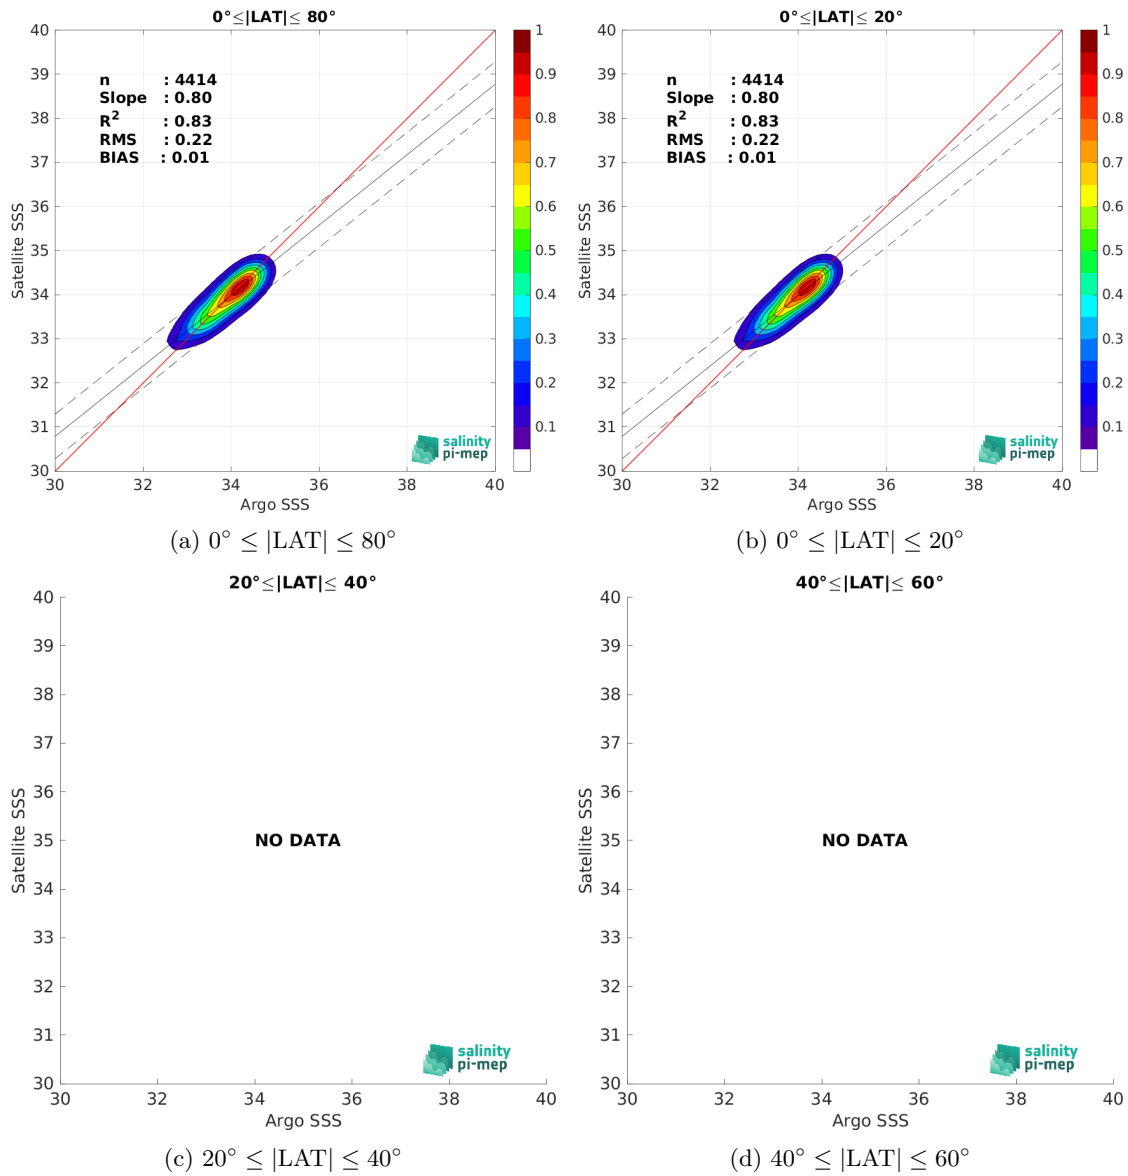 0°≤|LAT|≤ 80°
40
39
38
37
36
35
34
33
32
31
30
Satellite SSS
n : 4414
Slope : 0.80
R² : 0.83
RMS : 0.22
BIAS : 0.01
1
0.9
0.8
0.7
0.6
0.5
0.4
0.3
0.2
0.1
salinity
pi-mep
30 32 34 36 38 40
Argo SSS
(a) 0° ≤ |LAT| ≤ 80°
0°≤|LAT|≤ 20°
40
39
38
37
36
35
34
33
32
31
30
Satellite SSS
n : 4414
Slope : 0.80
R² : 0.83
RMS : 0.22
BIAS : 0.01
1
0.9
0.8
0.7
0.6
0.5
0.4
0.3
0.2
0.1
salinity
pi-mep
30 32 34 36 38 40
Argo SSS
(b) 0° ≤ |LAT| ≤ 20°
20°≤|LAT|≤ 40°
40
39
38
37
36
35
34
33
32
31
30
Satellite SSS
NO DATA
salinity
pi-mep
30 32 34 36 38 40
Argo SSS
(c) 20° ≤ |LAT| ≤ 40°
40°≤|LAT|≤ 60°
40
39
38
37
36
35
34
33
32
31
30
Satellite SSS
NO DATA
salinity
pi-mep
30 32 34 36 38 40
Argo SSS
(d) 40° ≤ |LAT| ≤ 60°